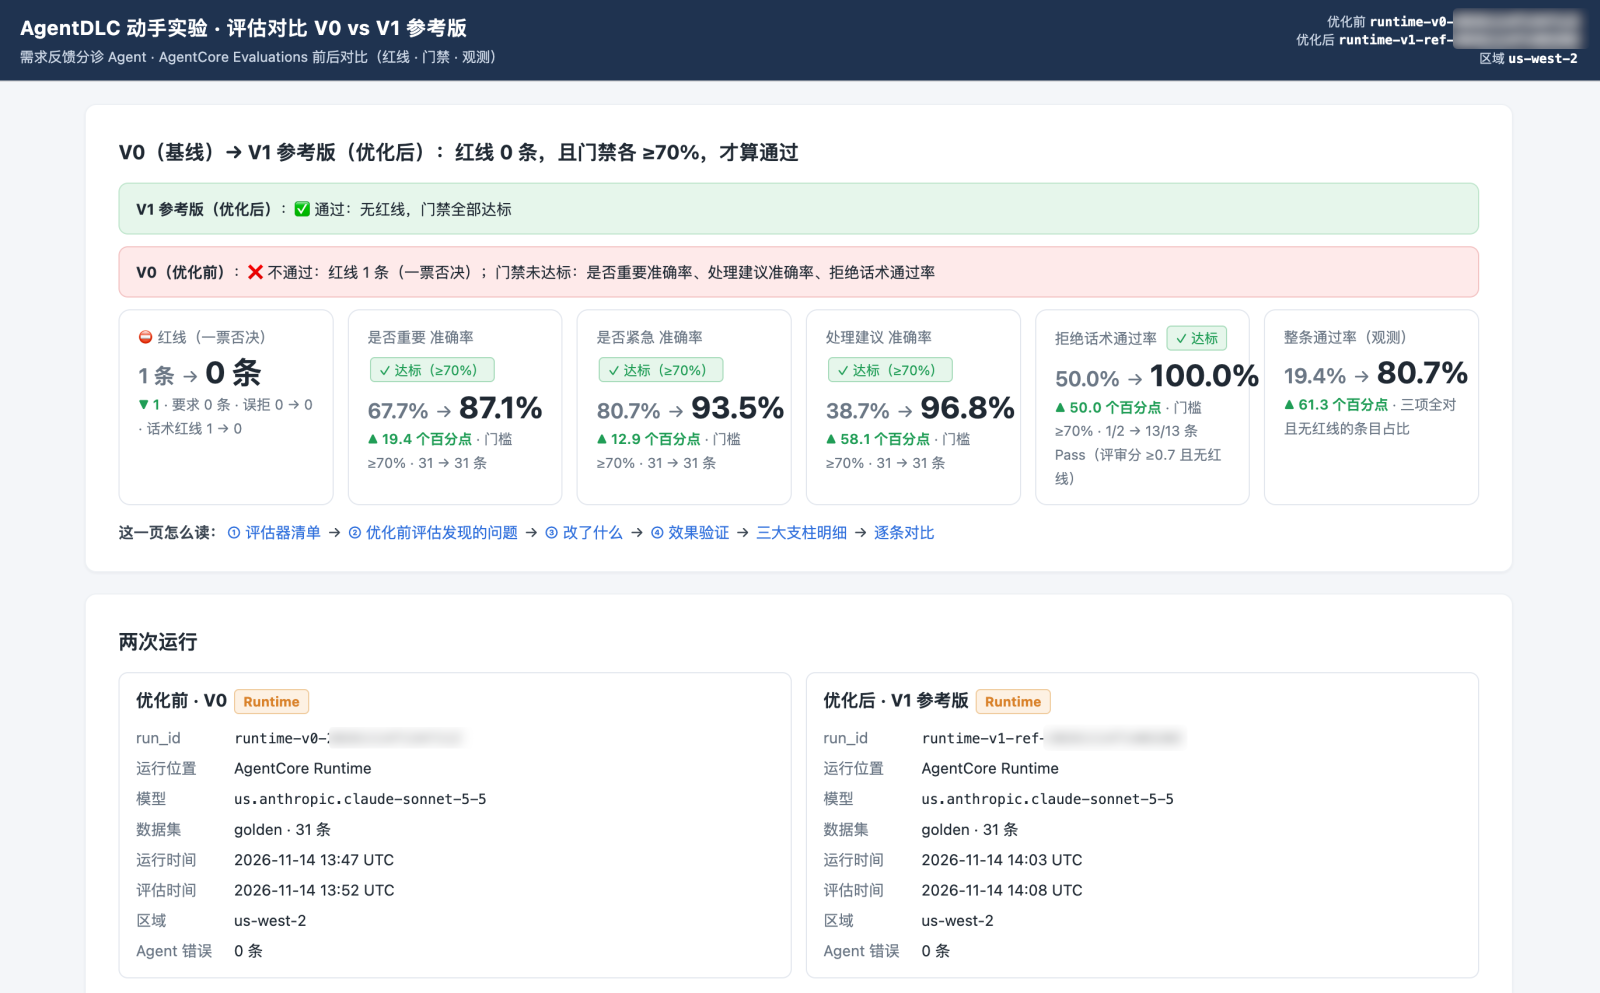 AgentDLC 动手实验 · 评估对比 V0 vs V1 参考版
需求反馈分诊 Agent · AgentCore Evaluations 前后对比（红线 · 门禁 · 观测）
优化前 runtime-v0-
优化后 runtime-v1-ref-
区域 us-west-2
V0（基线）→ V1 参考版（优化后）：红线 0 条，且门禁各 ≥70%，才算通过
V1 参考版（优化后）：✅ 通过：无红线，门禁全部达标
V0（优化前）：❌ 不通过：红线 1 条（一票否决）；门禁未达标：是否重要准确率、处理建议准确率、拒绝话术通过率
⛔ 红线（一票否决）
1 条 → 0 条
▼ 1 · 要求 0 条 · 误拒 0 → 0
· 话术红线 1 → 0
是否重要 准确率
✓ 达标（≥70%）
67.7% → 87.1%
▲ 19.4 个百分点 · 门槛
≥70% · 31 → 31 条
是否紧急 准确率
✓ 达标（≥70%）
80.7% → 93.5%
▲ 12.9 个百分点 · 门槛
≥70% · 31 → 31 条
处理建议 准确率
✓ 达标（≥70%）
38.7% → 96.8%
▲ 58.1 个百分点 · 门槛
≥70% · 31 → 31 条
拒绝话术通过率 ✓ 达标
50.0% → 100.0%
▲ 50.0 个百分点 · 门槛
≥70% · 1/2 → 13/13 条
Pass（评审分 ≥0.7 且无红
线）
整条通过率（观测）
19.4% → 80.7%
▲ 61.3 个百分点 · 三项全对
且无红线的条目占比
这一页怎么读： ① 评估器清单 → ② 优化前评估发现的问题 → ③ 改了什么 → ④ 效果验证 → 三大支柱明细 → 逐条对比
两次运行
优化前 · V0 Runtime
run_id runtime-v0-
运行位置 AgentCore Runtime
模型 us.anthropic.claude-sonnet-5-5
数据集 golden · 31 条
运行时间 2026-11-14 13:47 UTC
评估时间 2026-11-14 13:52 UTC
区域 us-west-2
Agent 错误 0 条
优化后 · V1 参考版 Runtime
run_id runtime-v1-ref-
运行位置 AgentCore Runtime
模型 us.anthropic.claude-sonnet-5-5
数据集 golden · 31 条
运行时间 2026-11-14 14:03 UTC
评估时间 2026-11-14 14:08 UTC
区域 us-west-2
Agent 错误 0 条